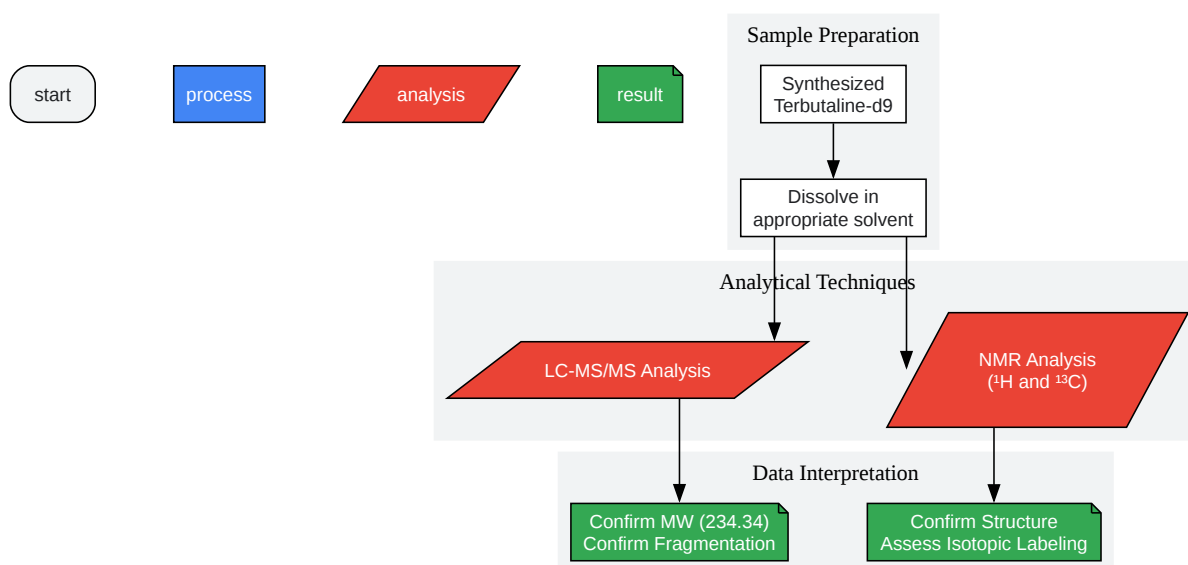 start
process
analysis
result
Sample Preparation
Synthesized
Terbutaline-d9
Dissolve in
appropriate solvent
Analytical Techniques
LC-MS/MS Analysis
NMR Analysis
(¹H and ¹³C)
Data Interpretation
Confirm MW (234.34)
Confirm Fragmentation
Confirm Structure
Assess Isotopic Labeling